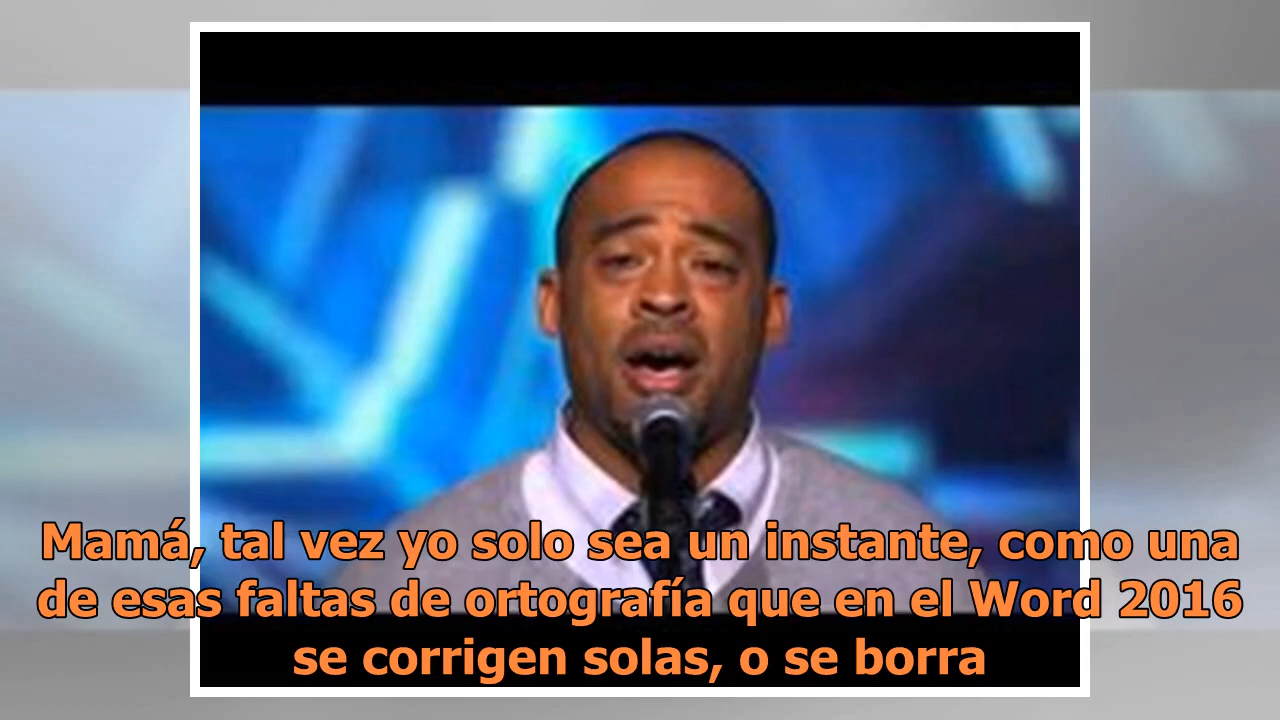 Mamá, tal vez yo solo sea un instante, como una
de esas faltas de ortografía que en el Word 2016
se corrigen solas, o se borra